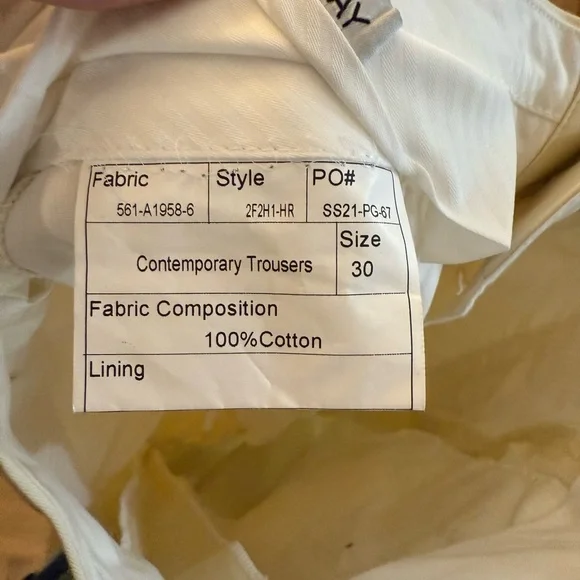 Fabric Style PO#
561-A1958-6 2F2H1-HR SS21-PG-67
Size
Contemporary Trousers 30
Fabric Composition
100%Cotton
Lining